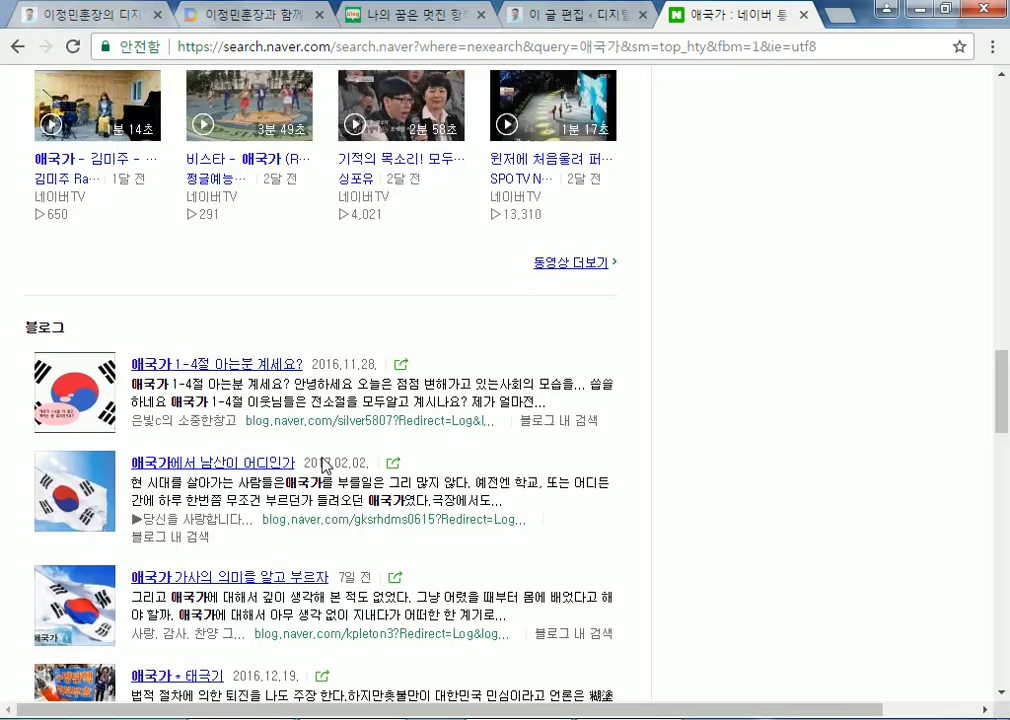 이정민훈장의 디지
이정민훈장과 함께
나의 꿈은 멋진 항
이 글 편집 ‹ 디지털
애국가 : 네이버 통
안전함 https://search.naver.com/search.naver?where=nexearch&query=애국가&sm=top_hty&fbm=1&ie=utf8
1분 14초
3분 49초
2분 58초
1분 17초
애국가 - 김미주 - ...
김미주 Ra... 1달 전
네이버TV
▷650
비스타 - 애국가 (R...
정글예능... 2달 전
네이버TV
▷291
기적의 목소리! 모두...
싱포유 2달 전
네이버TV
▷4,021
윈저에 처음울려 퍼...
SPOTV N... 2달 전
네이버TV
▷13,310
동영상 더보기 ›
블로그
애국가 1-4절 아는분 계세요? 2016.11.28.
애국가 1-4절 아는분 계세요? 안녕하세요 오늘은 점점 변해가고 있는사회의 모습을... 씁쓸
하네요 애국가 1-4절 이웃님들은 전소절을 모두알고 계시나요? 제가 얼마전...
은빛c의 소중한창고 blog.naver.com/silver5807?Redirect=Log&l... 블로그 내 검색
애국가에서 남산이 어디인가 2017.02.02.
현 시대를 살아가는 사람들은애국가를 부를일은 그리 많지 않다. 예전엔 학교, 또는 어디든
간에 하루 한번쯤 무조건 부르던가 들려오던 애국가였다.극장에서도...
▶당신을 사랑합니다... blog.naver.com/gksrhdms0615?Redirect=Log...
블로그 내 검색
애국가 가사의 의미를 알고 부르자 7일 전
그리고 애국가에 대해서 깊이 생각해 본 적도 없었다. 그냥 어렸을 때부터 몸에 배었다고 해
야 할까. 애국가에 대해서 아무 생각 없이 지내다가 어떠한 한 계기로...
사랑. 감사. 찬양 그... blog.naver.com/kpleton3?Redirect=Log&log... 블로그 내 검색
애국가
애국가 * 태극기 2016.12.19.
법적 절차에 의한 퇴진을 나도 주장 한다.하지만촛불만이 대한민국 민심이라고 언론은 糊塗